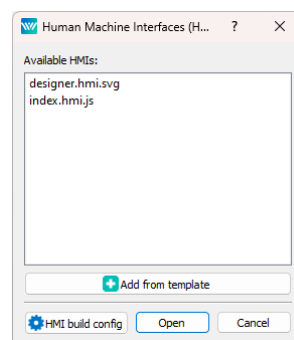 Human Machine Interfaces (H... ?
Available HMIs:
designer.hmi.svg
index.hmi.js
Add from template
HMI build config Open Cancel